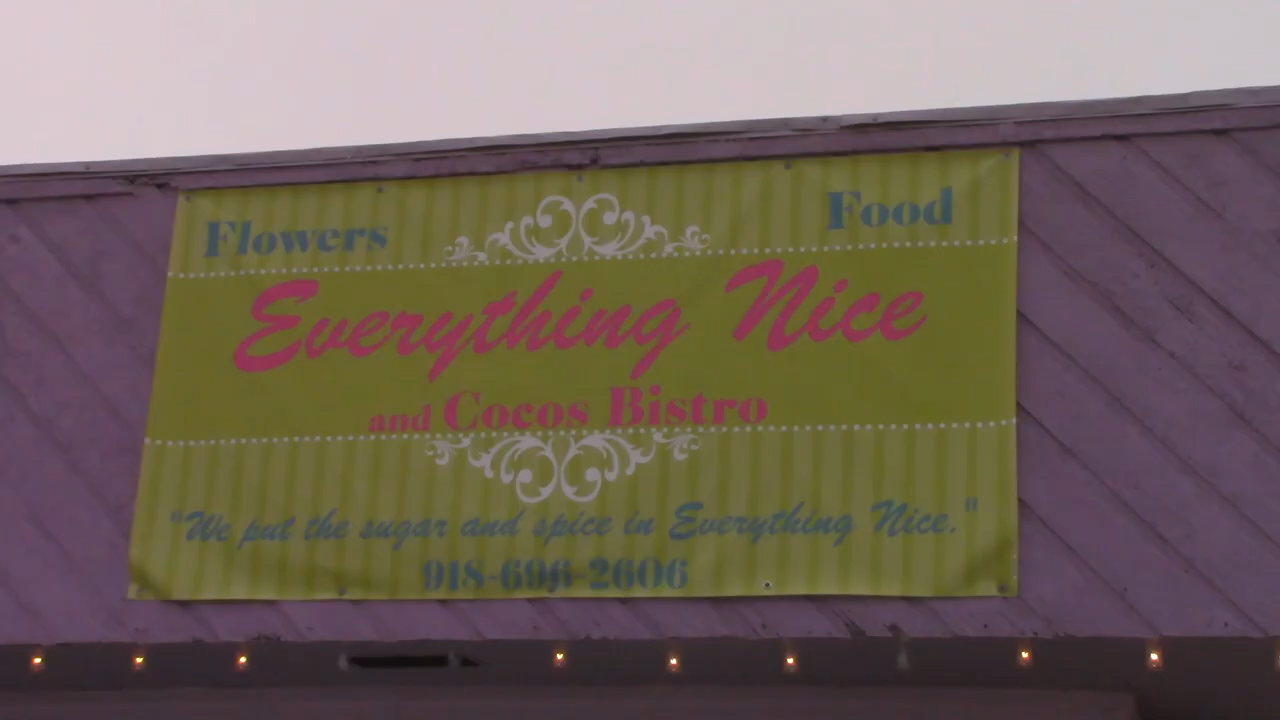 Flowers Food
Everything Nice
and Cocos Bistro
"We put the sugar and spice in Everything Nice."
918-696-2606